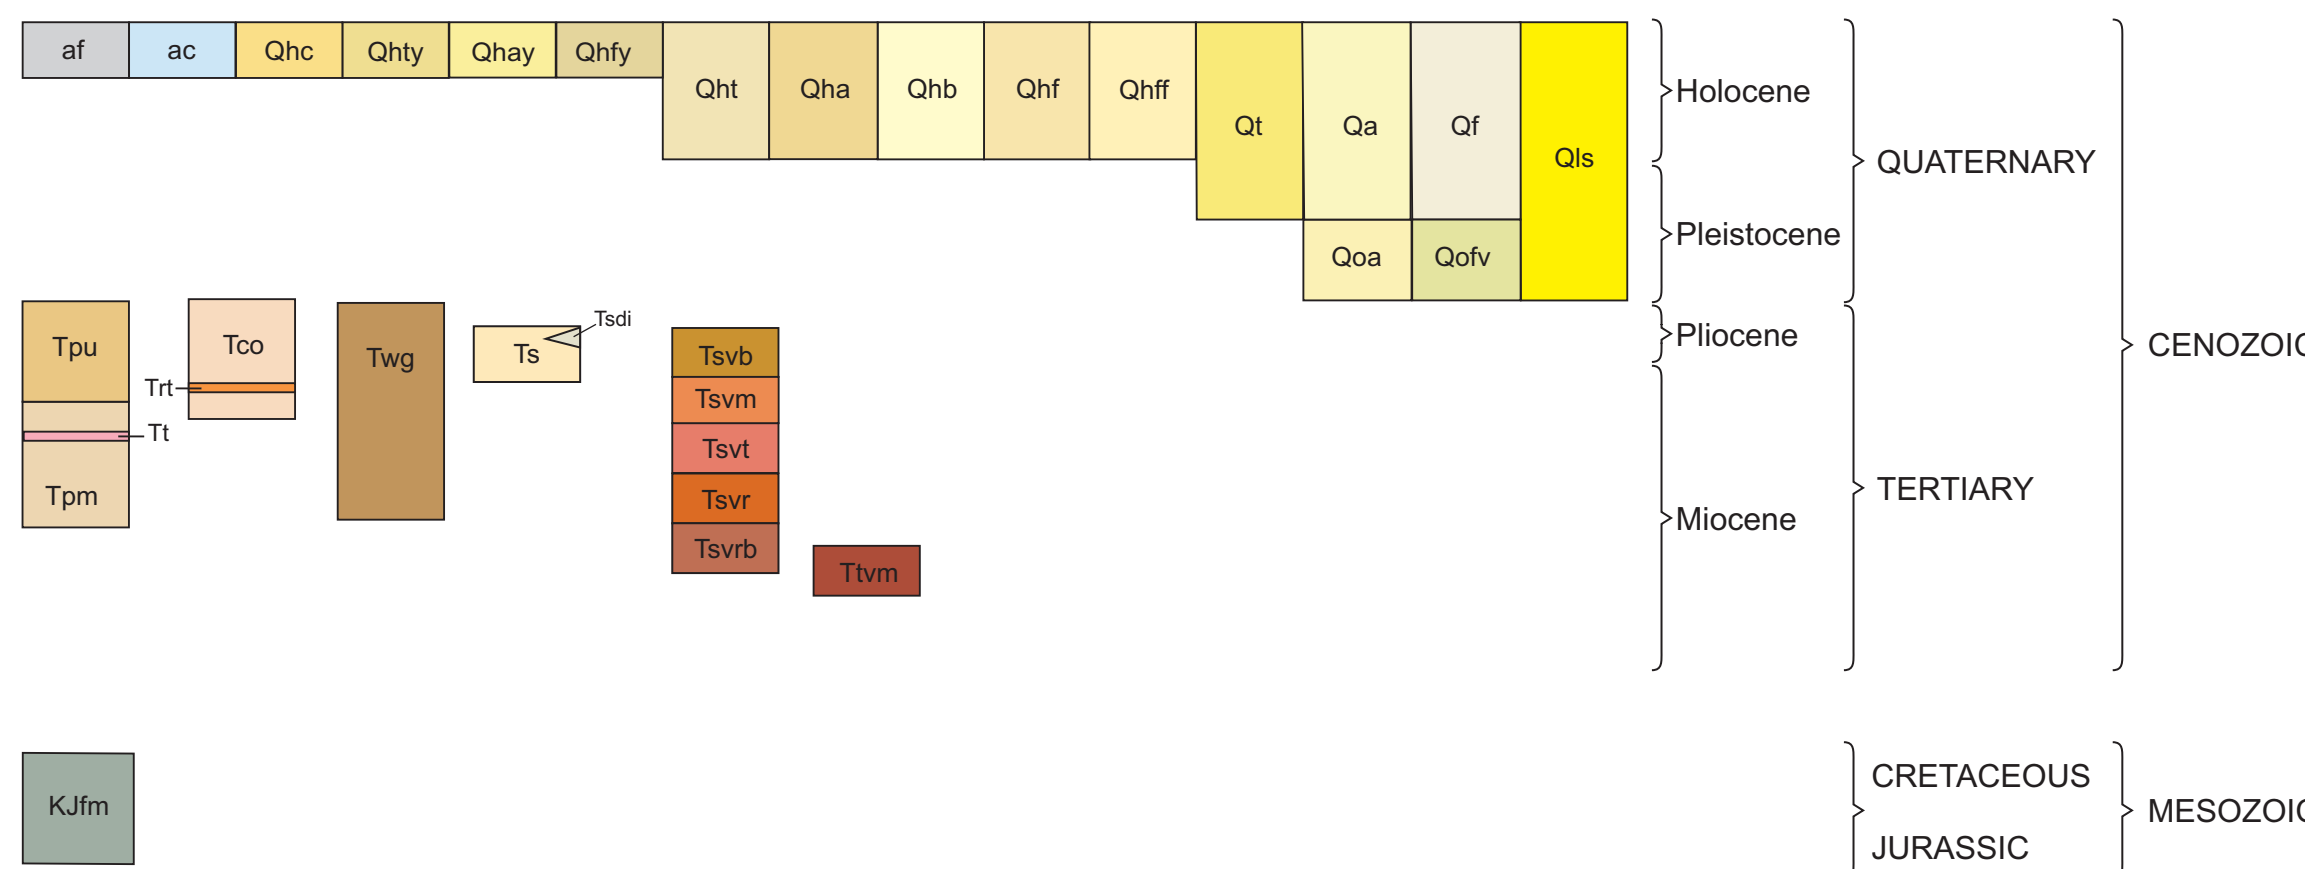 af ac Qhc Qhty Qhay Qhfy
Qht Qha Qhb Qhf Qhff
Qt Qa Qf
Qls
Qoa Qofv
Holocene
Pleistocene
QUATERNARY
Tpu
Tt
Tpm
Tco
Trt
Twg
Ts
Tsdi
Tsvb
Tsvm
Tsvt
Tsvr
Tsvrb
Ttvm
Pliocene
Miocene
TERTIARY
CENOZOIC
KJfm
CRETACEOUS
JURASSIC
MESOZOIC